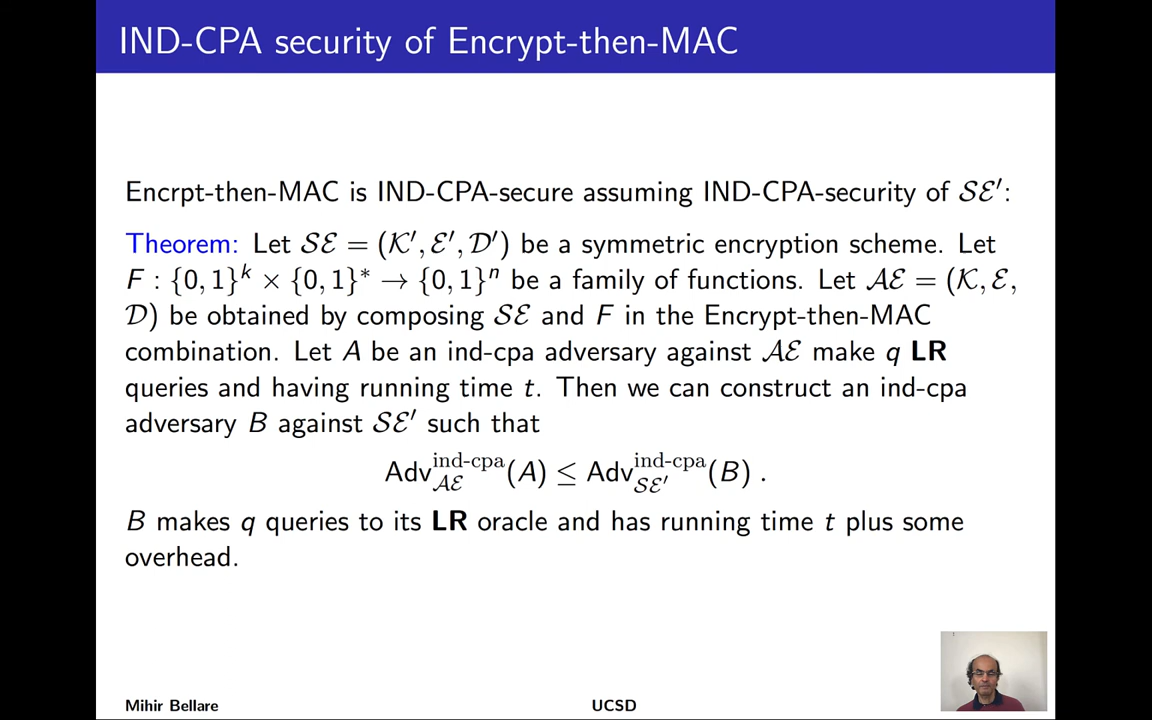 IND-CPA security of Encrypt-then-MAC
Encrpt-then-MAC is IND-CPA-secure assuming IND-CPA-security of 𝒮ℰ′:
Theorem: Let 𝒮ℰ = (𝒦′, ℰ′, 𝒟′) be a symmetric encryption scheme. Let
F : {0, 1}ᵏ × {0, 1}* → {0, 1}ⁿ be a family of functions. Let 𝒜ℰ = (𝒦, ℰ,
𝒟) be obtained by composing 𝒮ℰ and F in the Encrypt-then-MAC
combination. Let A be an ind-cpa adversary against 𝒜ℰ make q LR
queries and having running time t. Then we can construct an ind-cpa
adversary B against 𝒮ℰ′ such that
Adv^{ind-cpa}_{𝒜ℰ}(A) ≤ Adv^{ind-cpa}_{𝒮ℰ′}(B) .
B makes q queries to its LR oracle and has running time t plus some
overhead.
Mihir Bellare UCSD